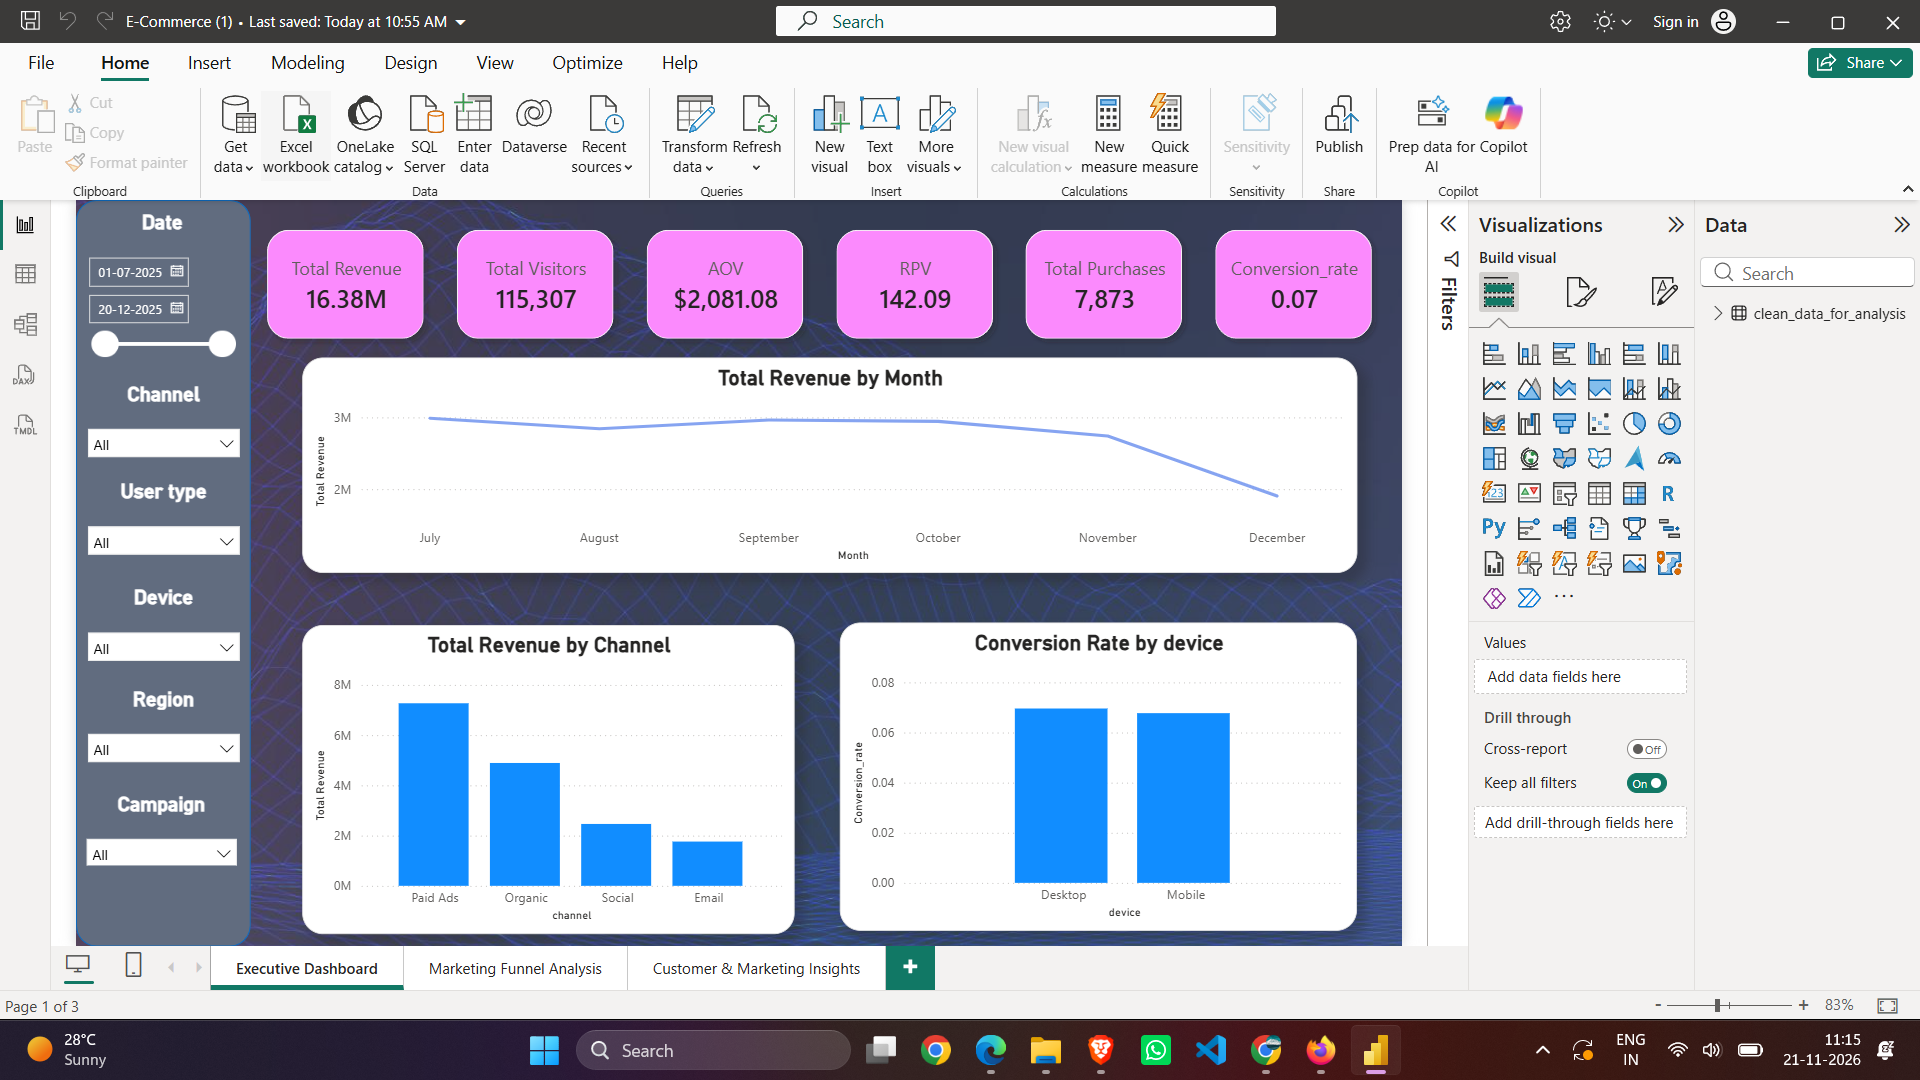 E-Commerce (1) • Last saved: Today at 10:55 AM
Search
Sign in
File
Home
Insert
Modeling
Design
View
Optimize
Help
Share
Paste
Cut
Copy
Format painter
Clipboard
Get data
Excel workbook
OneLake catalog
SQL Server
Enter data
Dataverse
Recent sources
Data
Transform data
Refresh
Queries
New visual
Text box
More visuals
Insert
New visual calculation
New measure
Quick measure
Calculations
Sensitivity
Sensitivity
Publish
Share
Prep data for AI
Copilot
Copilot
DAX
TMDL
Date
01-07-2025
20-12-2025
Channel
All
User type
All
Device
All
Region
All
Campaign
All
Total Revenue
16.38M
Total Visitors
115,307
AOV
$2,081.08
RPV
142.09
Total Purchases
7,873
Conversion_rate
0.07
Total Revenue by Month
Total Revenue
3M
2M
July
August
September
October
November
December
Month
Total Revenue by Channel
Total Revenue
8M
6M
4M
2M
0M
Paid Ads
Organic
Social
Email
channel
Conversion Rate by device
Conversion_rate
0.08
0.06
0.04
0.02
0.00
Desktop
Mobile
device
Filters
Visualizations
Build visual
123
R
Py
Values
Add data fields here
Drill through
Cross-report
Off
Keep all filters
On
Add drill-through fields here
Data
Search
clean_data_for_analysis
Executive Dashboard
Marketing Funnel Analysis
Customer & Marketing Insights
Page 1 of 3
83%
28°C
Sunny
Search
ENG
IN
11:15
21-11-2026